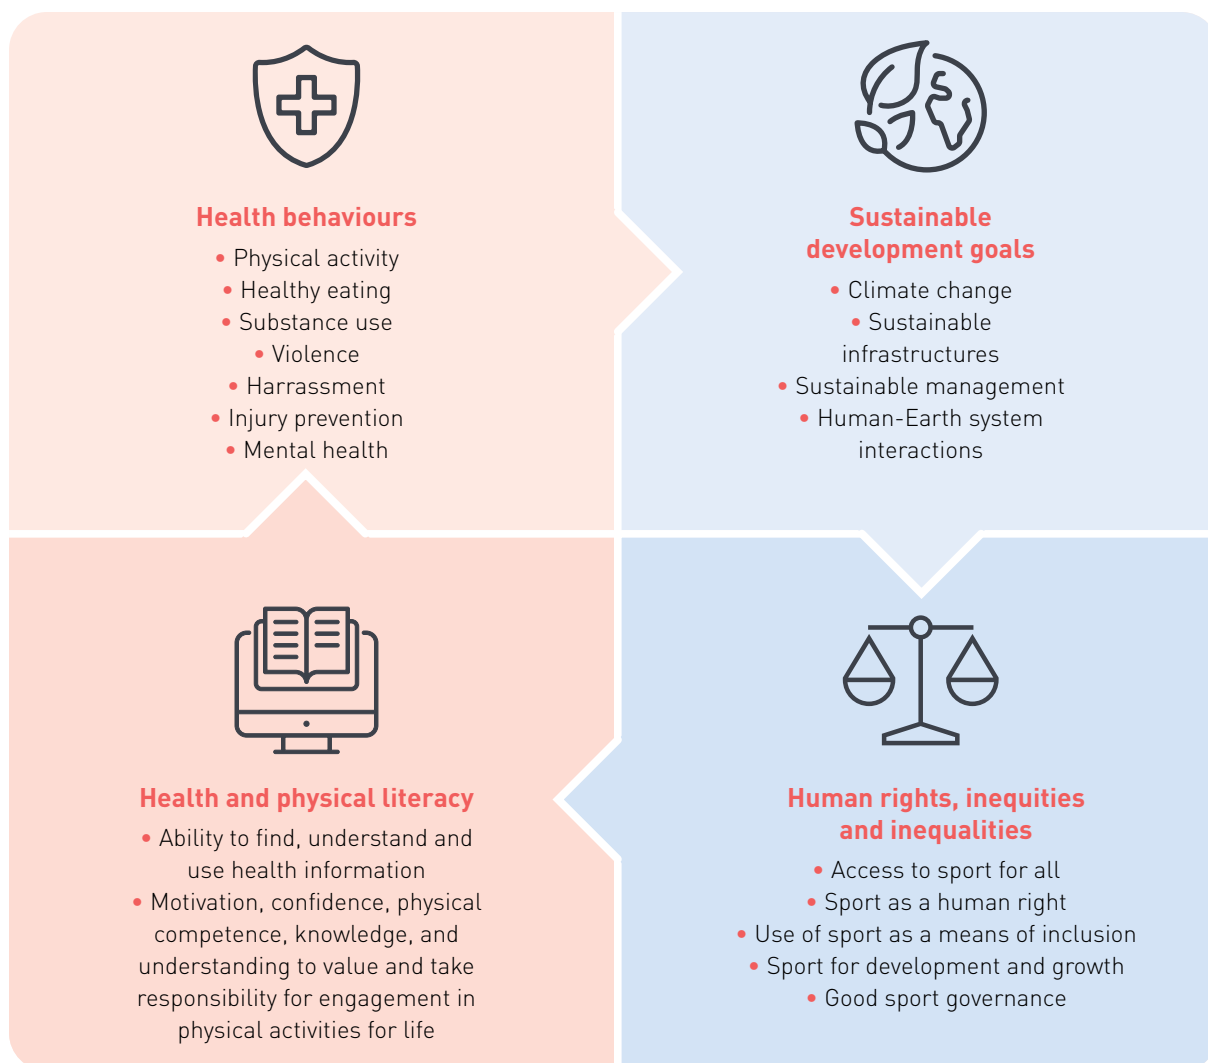 Health behaviours
• Physical activity
• Healthy eating
• Substance use
• Violence
• Harrassment
• Injury prevention
• Mental health
Sustainable
development goals
• Climate change
• Sustainable
infrastructures
• Sustainable management
• Human-Earth system
interactions
Health and physical literacy
• Ability to find, understand and
use health information
• Motivation, confidence, physical
competence, knowledge, and
understanding to value and take
responsibility for engagement in
physical activities for life
Human rights, inequities
and inequalities
• Access to sport for all
• Sport as a human right
• Use of sport as a means of inclusion
• Sport for development and growth
• Good sport governance